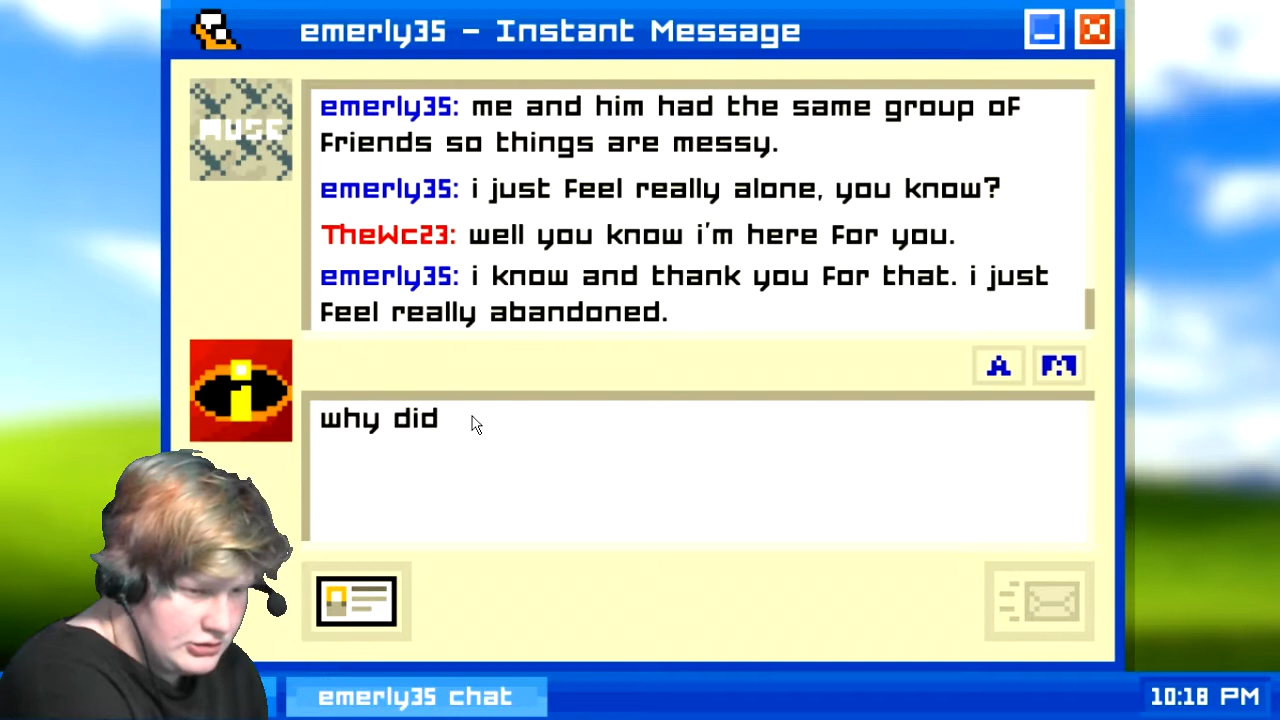 emerly35 - Instant Message
MUSE
emerly35: me and him had the same group of
friends so things are messy.
emerly35: i just feel really alone, you know?
TheWc23: well you know i'm here for you.
emerly35: i know and thank you for that. i just
feel really abandoned.
A
why did
emerly35 chat
10:18 PM